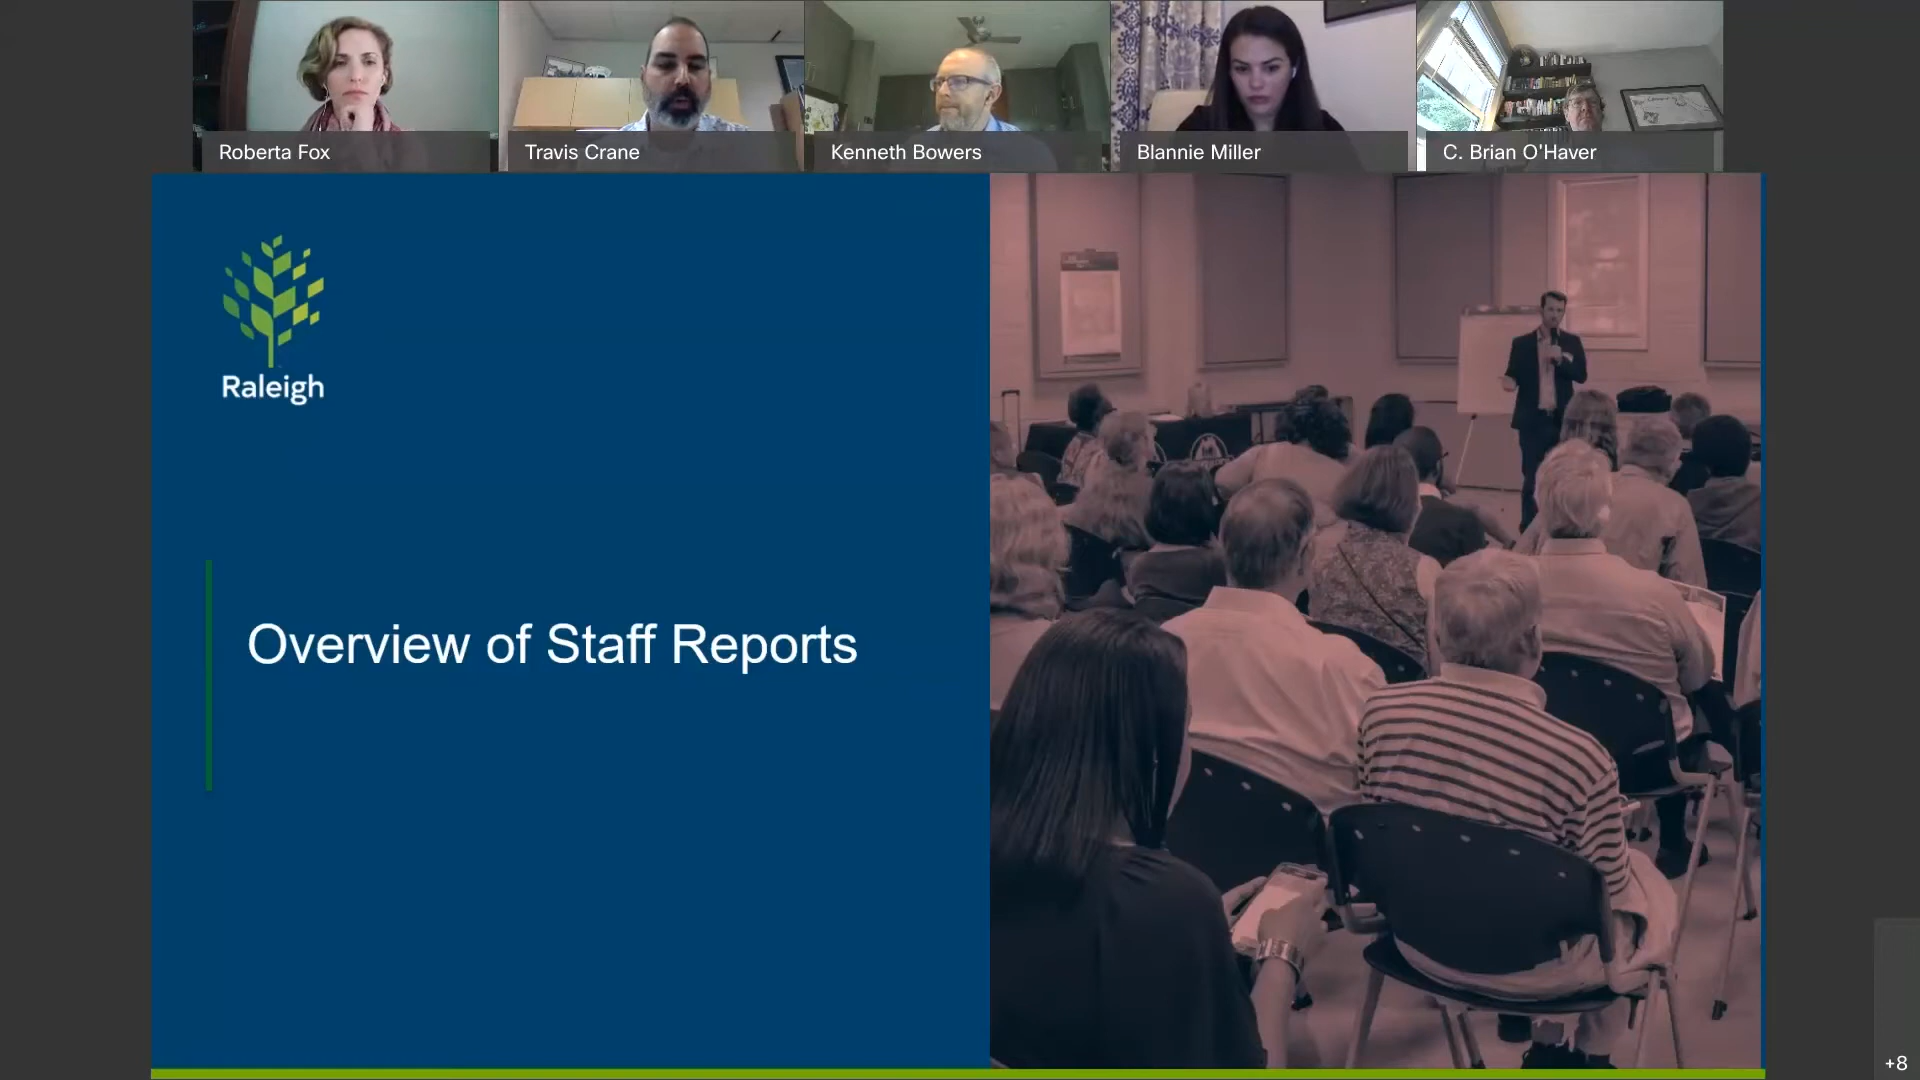 Roberta Fox
Travis Crane
Kenneth Bowers
Blannie Miller
C. Brian O'Haver
Raleigh
Overview of Staff Reports
+8